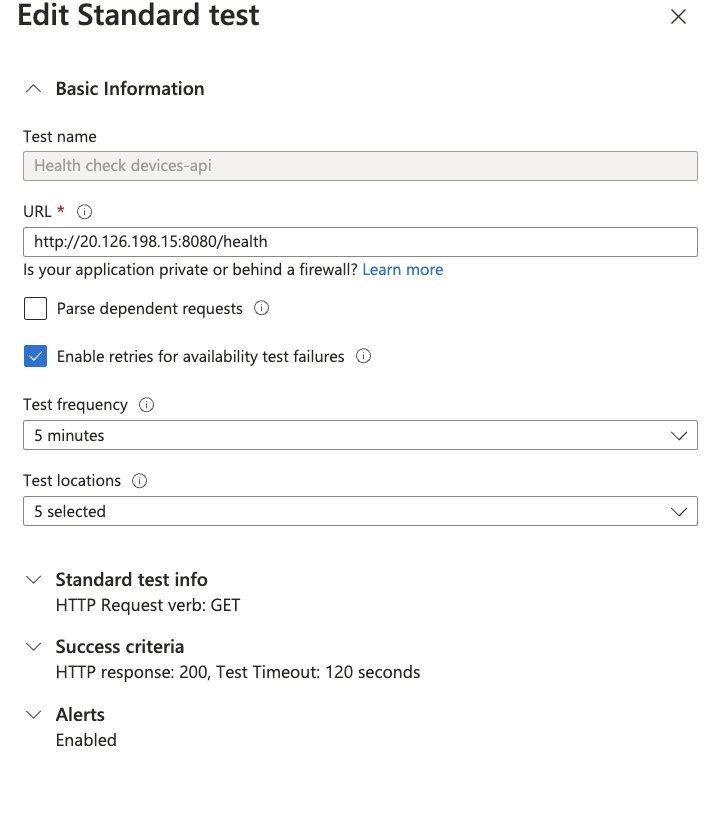 Edit Standard test
Basic Information
Test name
Health check devices-api
URL *
http://20.126.198.15:8080/health
Is your application private or behind a firewall? Learn more
Parse dependent requests
Enable retries for availability test failures
Test frequency
5 minutes
Test locations
5 selected
Standard test info
HTTP Request verb: GET
Success criteria
HTTP response: 200, Test Timeout: 120 seconds
Alerts
Enabled